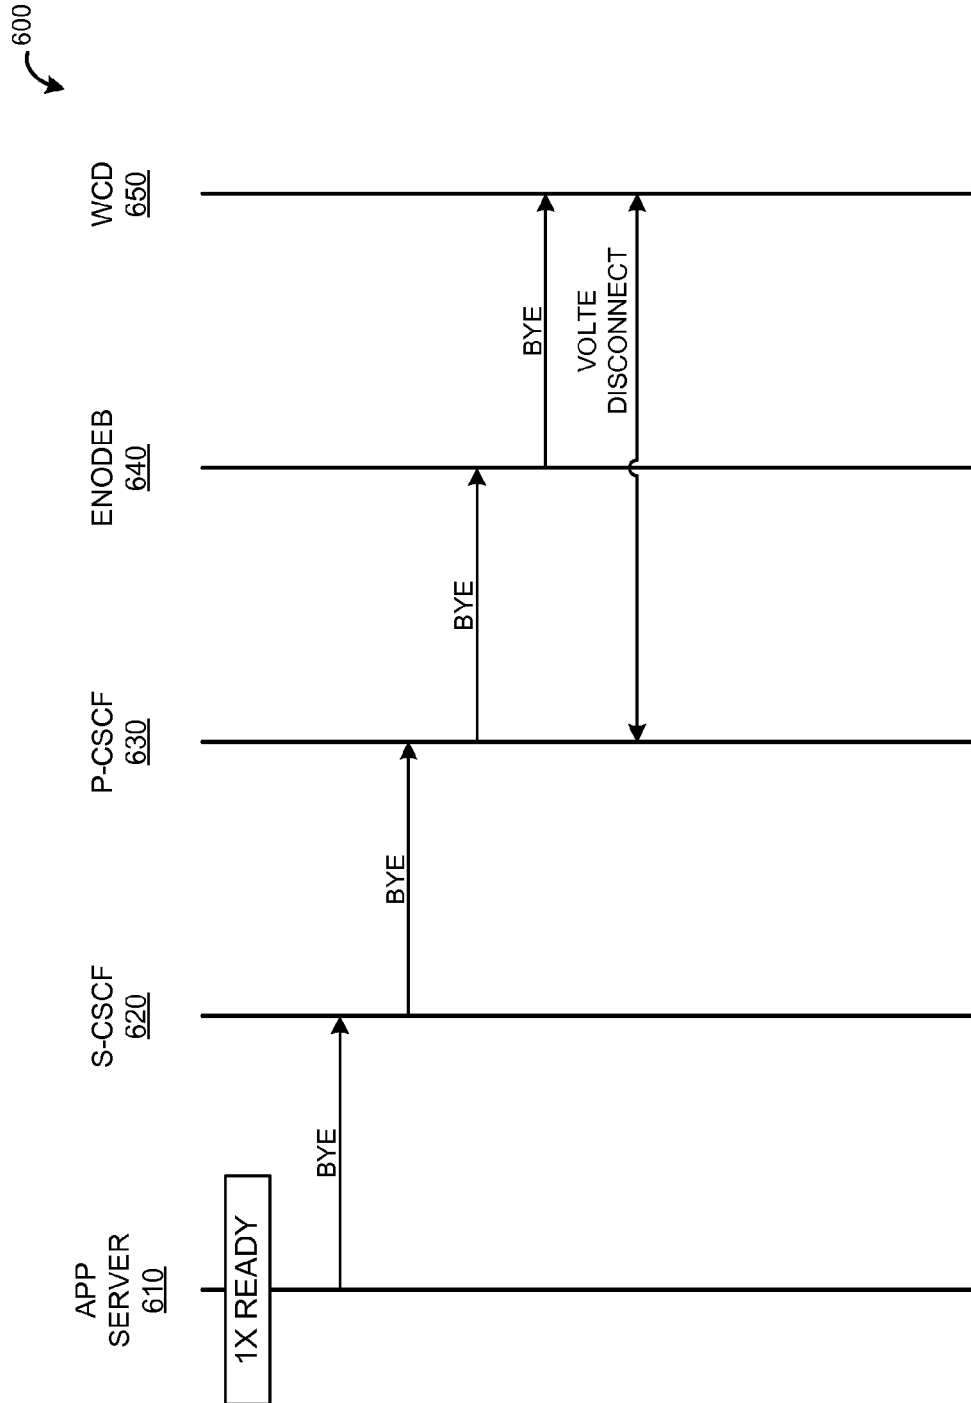 600
APP
SERVER
610
S-CSCF
620
P-CSCF
630
ENODEB
640
WCD
650
1X READY
BYE
BYE
BYE
BYE
VOLTE
DISCONNECT